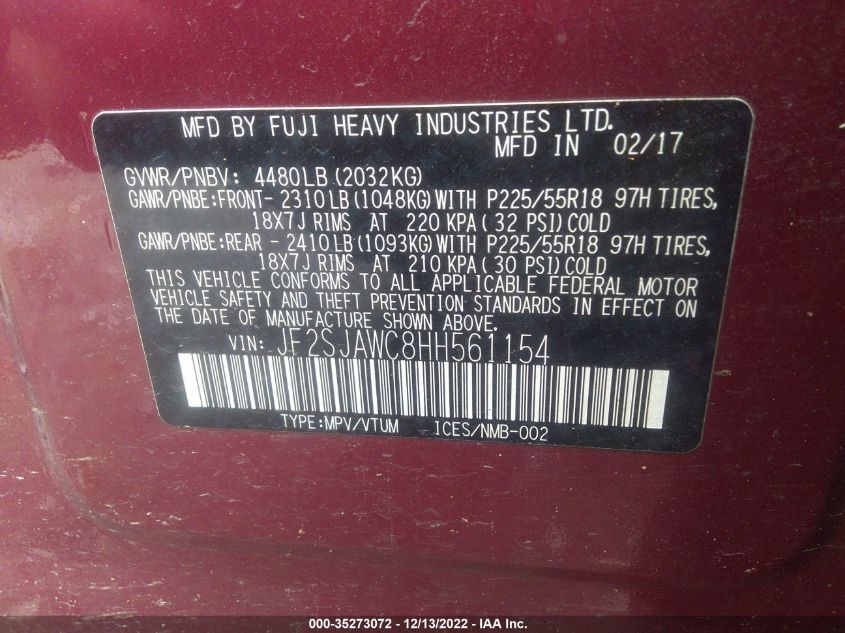 MFD BY FUJI HEAVY INDUSTRIES LTD.
MFD IN 02/17
GVWR/PNBV: 4480LB(2032KG)
GAWR/PNBE:FRONT- 2310LB(1048KG)WITH P225/55R18 97H TIRES,
18X7J RIMS AT 220 KPA(32 PSI)COLD
GAWR/PNBE:REAR - 2410LB(1093KG)WITH P225/55R18 97H TIRES,
18X7J RIMS AT 210 KPA(30 PSI)COLD
THIS VEHICLE CONFORMS TO ALL APPLICABLE FEDERAL MOTOR
VEHICLE SAFETY AND THEFT PREVENTION STANDARDS IN EFFECT ON
THE DATE OF MANUFACTURE SHOWN ABOVE.
VIN: JF2SJAWC8HH561154
TYPE:MPV/VTUM ICES/NMB-002
000-35273072 - 12/13/2022 - IAA Inc.